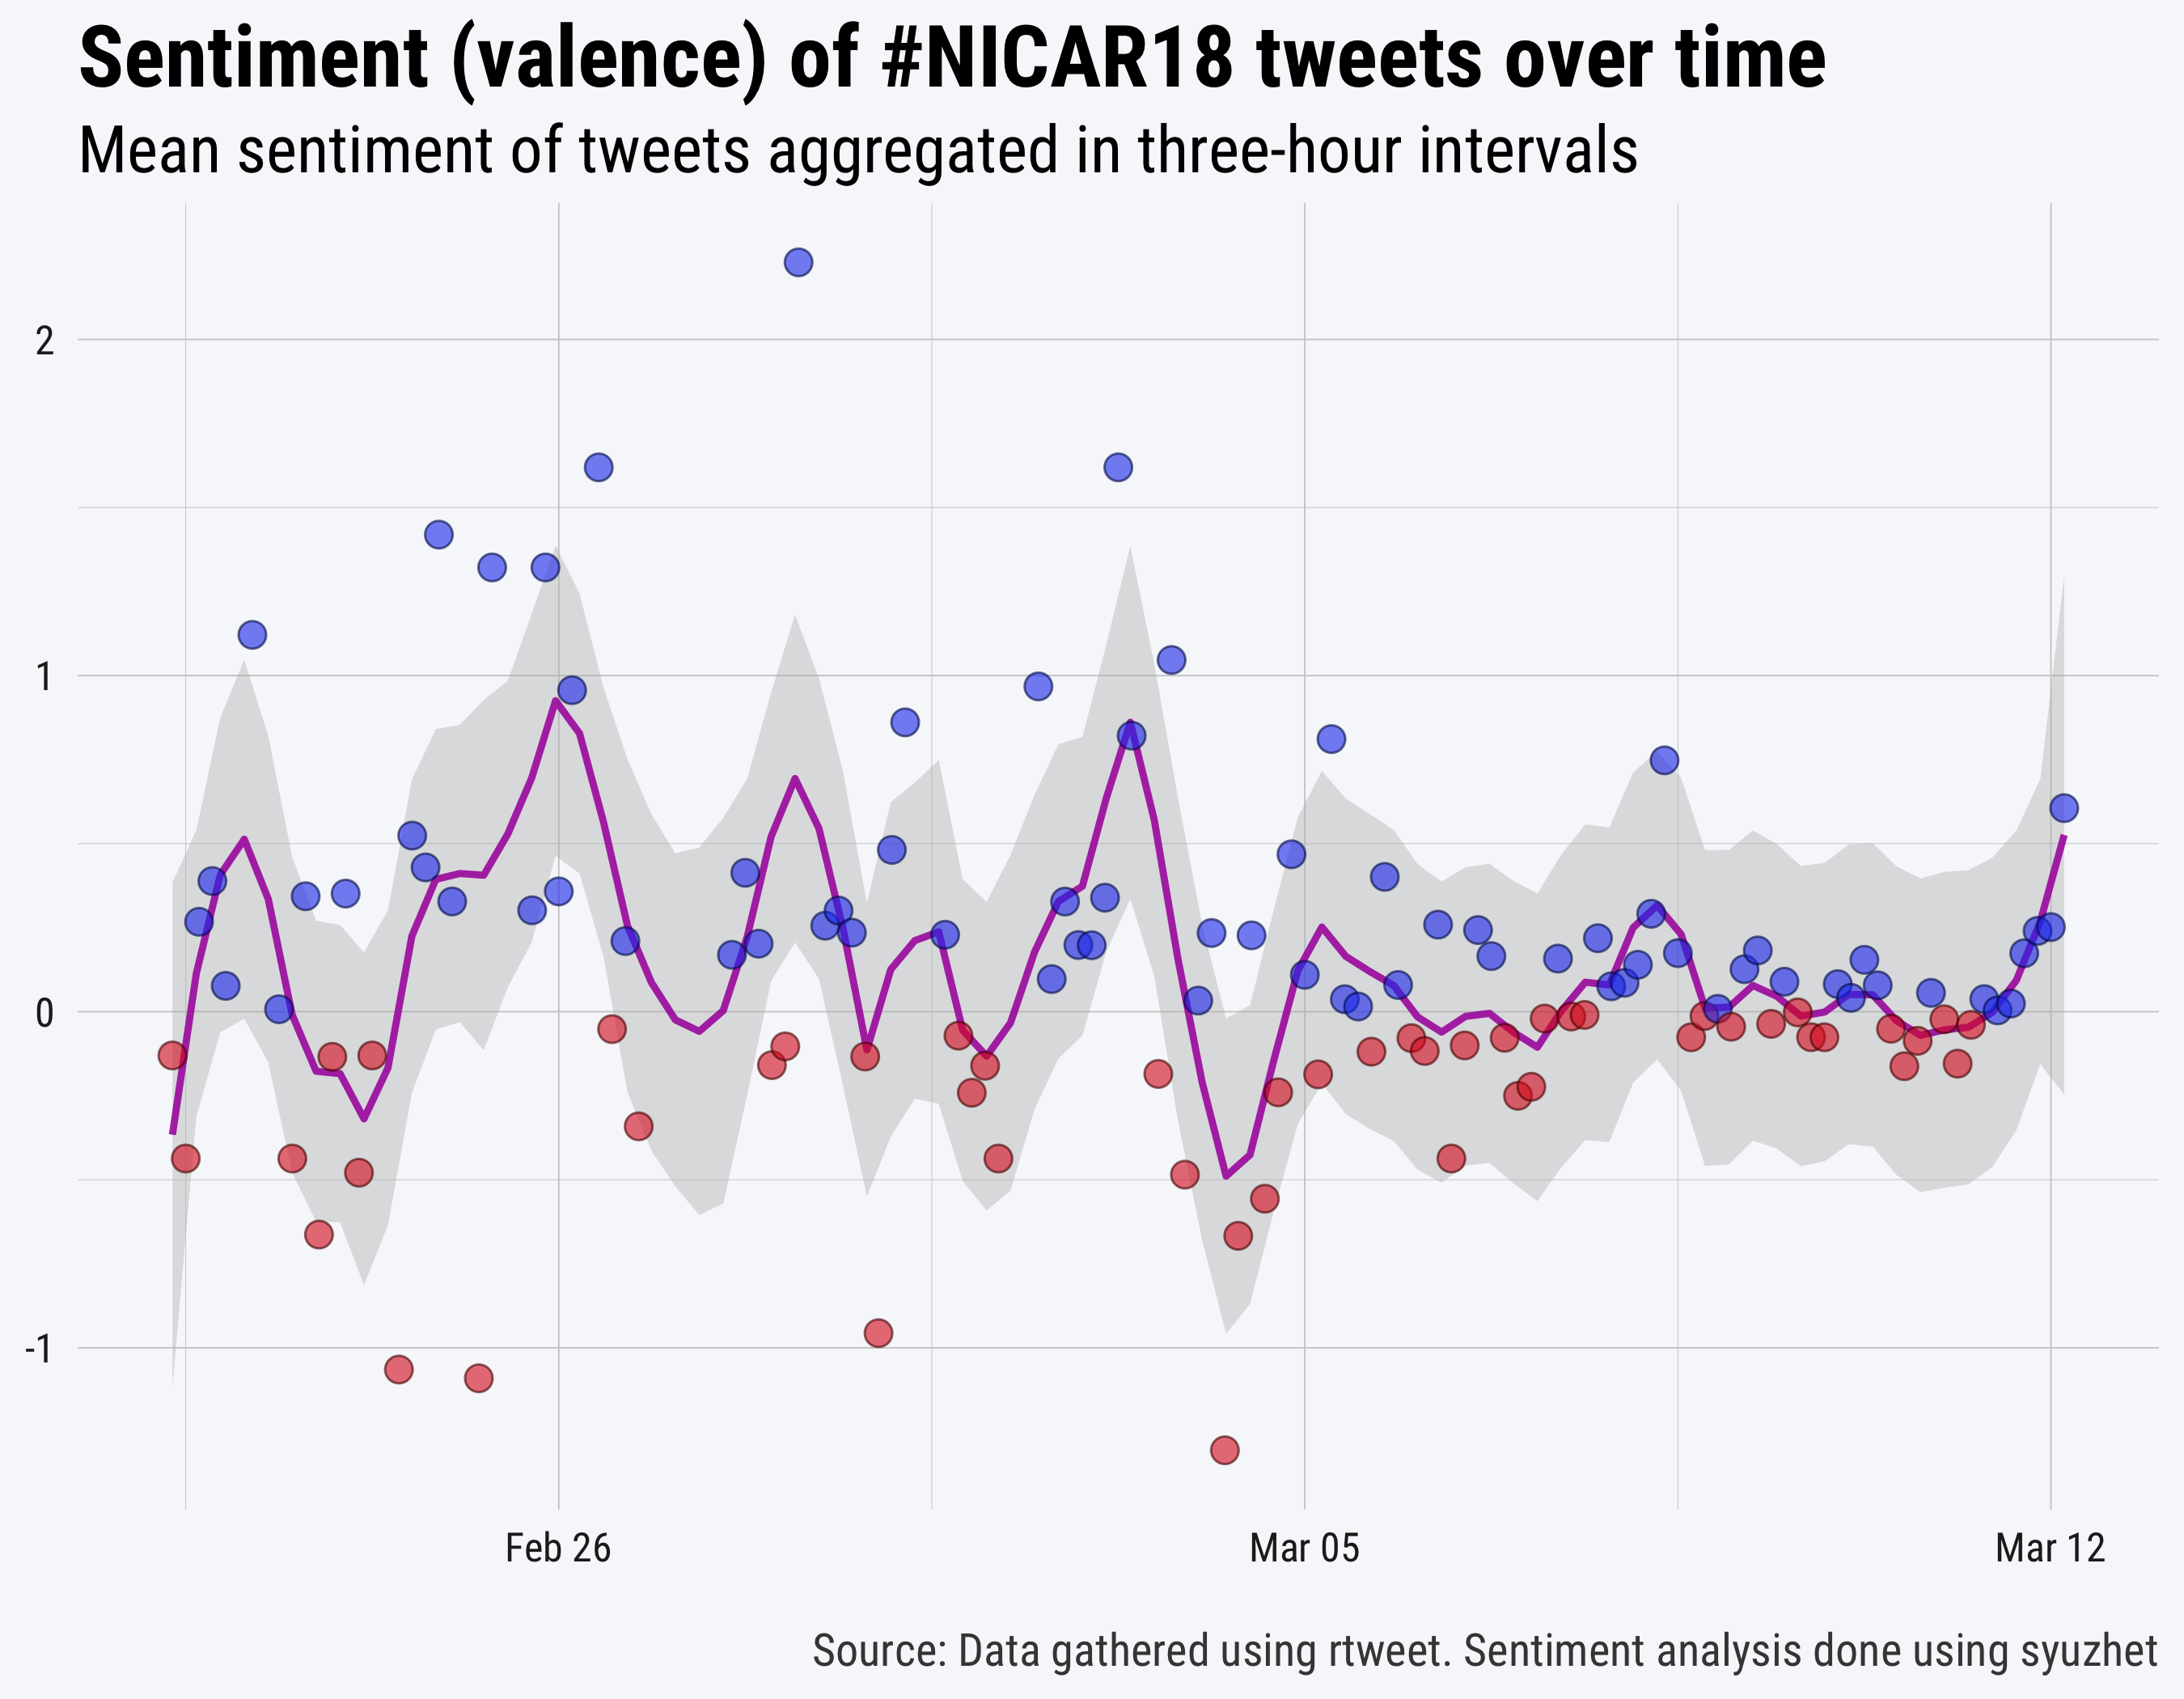 Sentiment (valence) of #NICAR18 tweets over time
Mean sentiment of tweets aggregated in three-hour intervals
2
1
0
-1
Feb 26
Mar 05
Mar 12
Source: Data gathered using rtweet. Sentiment analysis done using syuzhet